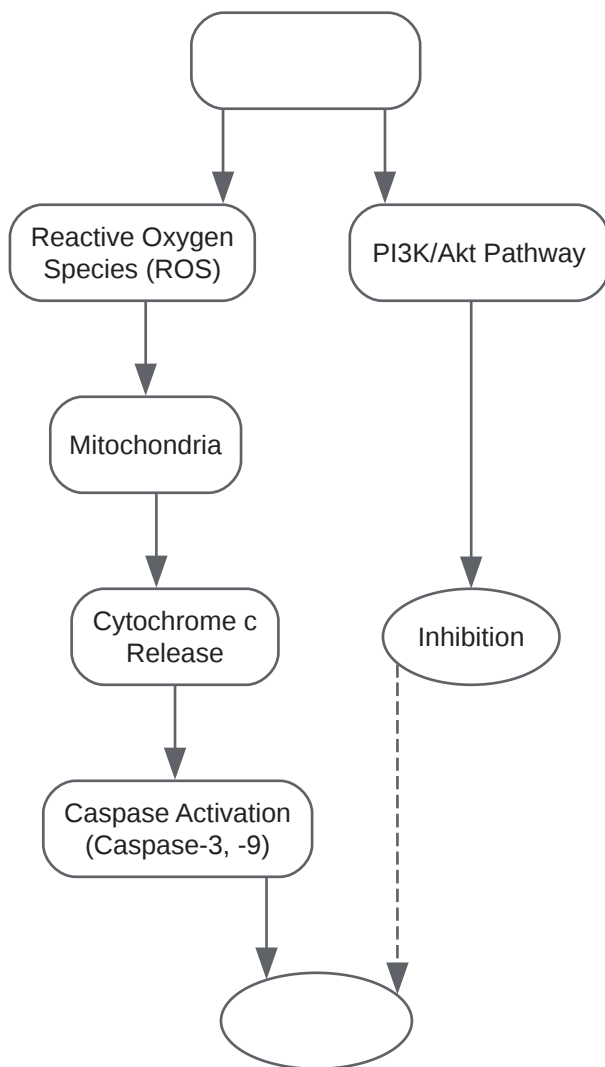 Reactive Oxygen
Species (ROS)
PI3K/Akt Pathway
Mitochondria
Cytochrome c
Release
Inhibition
Caspase Activation
(Caspase-3, -9)